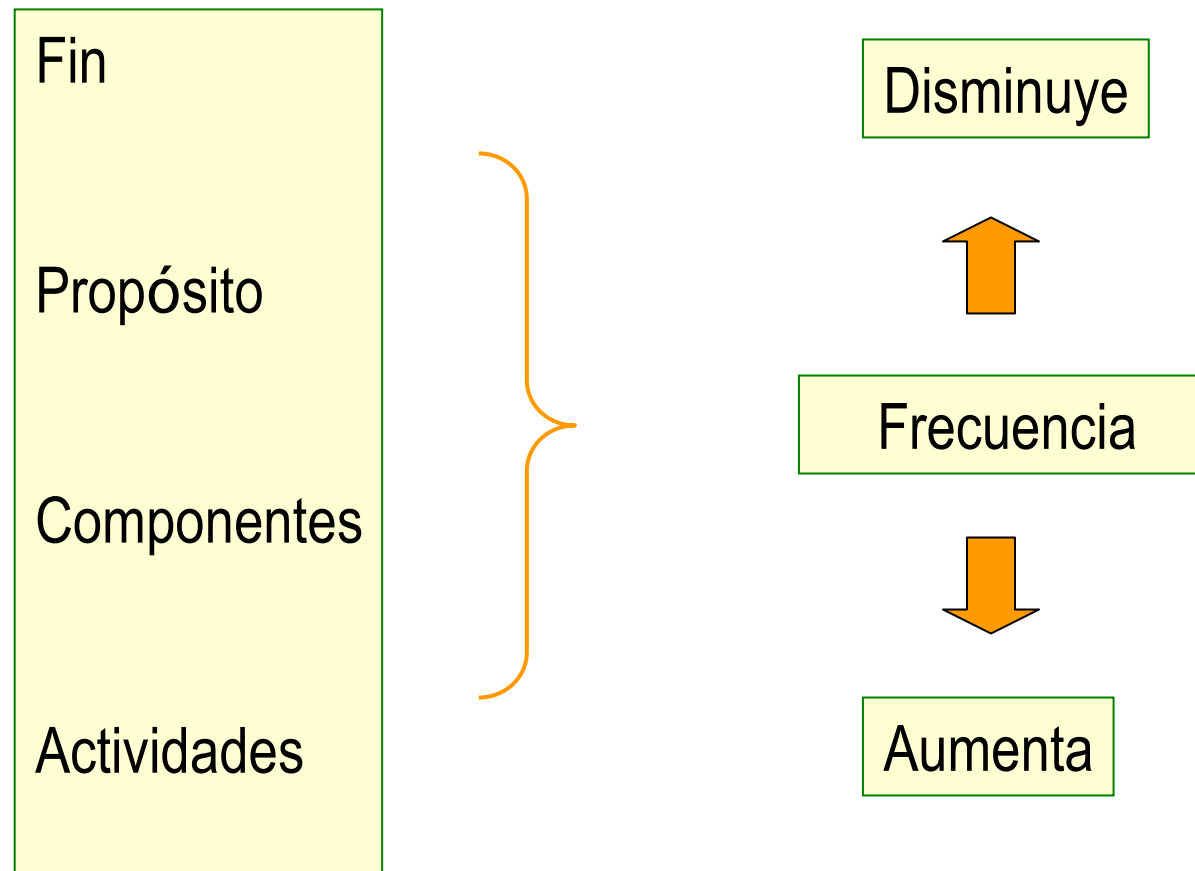 Fin
Propósito
Componentes
Actividades
Disminuye
Frecuencia
Aumenta